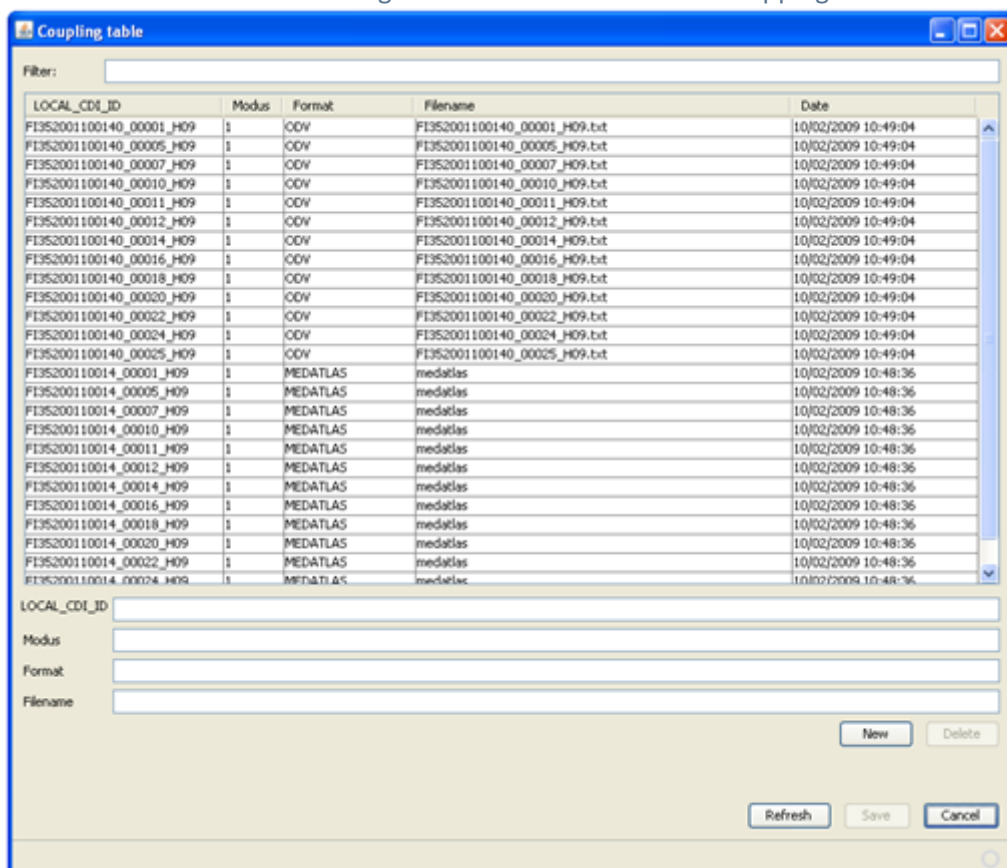 Coupling table
Filter:
LOCAL_CDI_ID Modus Format Filename Date
FI352001100140_00001_H09 1 ODV FI352001100140_00001_H09.txt 10/02/2009 10:49:04
FI352001100140_00005_H09 1 ODV FI352001100140_00005_H09.txt 10/02/2009 10:49:04
FI352001100140_00007_H09 1 ODV FI352001100140_00007_H09.txt 10/02/2009 10:49:04
FI352001100140_00010_H09 1 ODV FI352001100140_00010_H09.txt 10/02/2009 10:49:04
FI352001100140_00011_H09 1 ODV FI352001100140_00011_H09.txt 10/02/2009 10:49:04
FI352001100140_00012_H09 1 ODV FI352001100140_00012_H09.txt 10/02/2009 10:49:04
FI352001100140_00014_H09 1 ODV FI352001100140_00014_H09.txt 10/02/2009 10:49:04
FI352001100140_00016_H09 1 ODV FI352001100140_00016_H09.txt 10/02/2009 10:49:04
FI352001100140_00018_H09 1 ODV FI352001100140_00018_H09.txt 10/02/2009 10:49:04
FI352001100140_00020_H09 1 ODV FI352001100140_00020_H09.txt 10/02/2009 10:49:04
FI352001100140_00022_H09 1 ODV FI352001100140_00022_H09.txt 10/02/2009 10:49:04
FI352001100140_00024_H09 1 ODV FI352001100140_00024_H09.txt 10/02/2009 10:49:04
FI352001100140_00025_H09 1 ODV FI352001100140_00025_H09.txt 10/02/2009 10:49:04
FI35200110014_00001_H09 1 MEDATLAS medatlas 10/02/2009 10:48:36
FI35200110014_00005_H09 1 MEDATLAS medatlas 10/02/2009 10:48:36
FI35200110014_00007_H09 1 MEDATLAS medatlas 10/02/2009 10:48:36
FI35200110014_00010_H09 1 MEDATLAS medatlas 10/02/2009 10:48:36
FI35200110014_00011_H09 1 MEDATLAS medatlas 10/02/2009 10:48:36
FI35200110014_00012_H09 1 MEDATLAS medatlas 10/02/2009 10:48:36
FI35200110014_00014_H09 1 MEDATLAS medatlas 10/02/2009 10:48:36
FI35200110014_00016_H09 1 MEDATLAS medatlas 10/02/2009 10:48:36
FI35200110014_00018_H09 1 MEDATLAS medatlas 10/02/2009 10:48:36
FI35200110014_00020_H09 1 MEDATLAS medatlas 10/02/2009 10:48:36
FI35200110014_00022_H09 1 MEDATLAS medatlas 10/02/2009 10:48:36
FI35200110014_00024_H09 1 MEDATLAS medatlas 10/02/2009 10:48:36
LOCAL_CDI_ID
Modus
Format
Filename
New Delete
Refresh Save Cancel